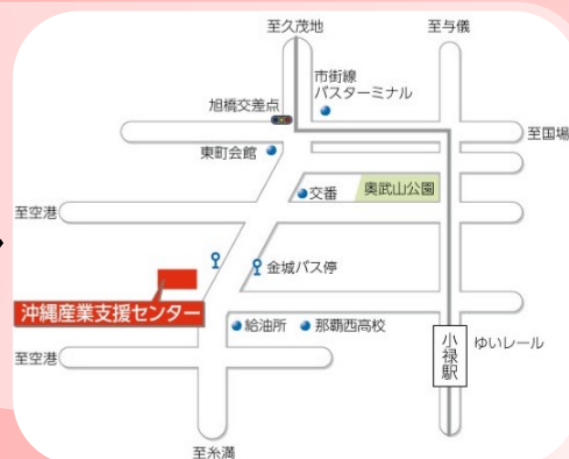 至久茂地
至与儀
市街線
バスターミナル
旭橋交差点
至国場
東町会館
交番
奥武山公園
至空港
金城バス停
沖縄産業支援センター
給油所
那覇西高校
小禄駅
ゆいレール
至空港
至糸満